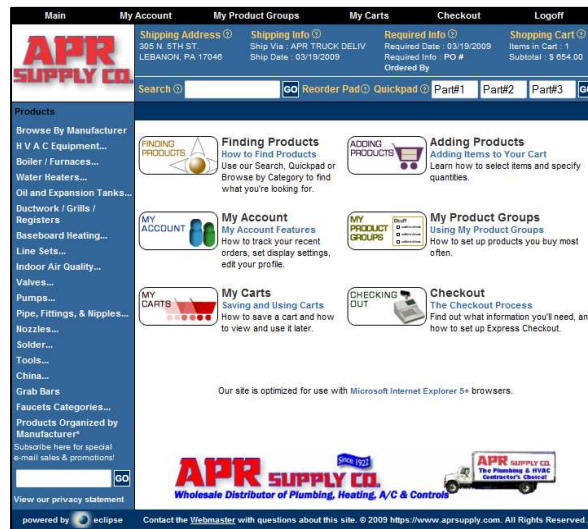 Main My Account My Product Groups My Carts Checkout Logoff
APR
SUPPLY CO.
Shipping Address
305 N. 5TH ST.
LEBANON, PA 17046
Shipping Info
Ship Via : APR TRUCK DELIV
Ship Date : 03/19/2009
Required Info
Required Date : 03/19/2009
Required Info : PO #
Ordered By
Shopping Cart
Items in Cart : 1
Subtotal : $ 654.00
Search GO Reorder Pad Quickpad Part#1 Part#2 Part#3 GO
Products
Browse By Manufacturer
H V A C Equipment...
Boiler / Furnaces...
Water Heaters...
Oil and Expansion Tanks...
Ductwork / Grills /
Registers
Baseboard Heating...
Line Sets...
Indoor Air Quality...
Valves...
Pumps...
Pipe, Fittings, & Nipples...
Nozzles...
Solder...
Tools...
China...
Grab Bars
Faucets Categories...
Products Organized by
Manufacturer*
Subscribe here for special
e-mail sales & promotions!
GO
View our privacy statement
FINDING
PRODUCTS
Finding Products
How to Find Products
Use our Search, Quickpad or
Browse by Category to find
what you're looking for.
ADDING
PRODUCTS
Adding Products
Adding Items to Your Cart
Learn how to select items and specify
quantities.
MY
ACCOUNT
My Account
My Account Features
How to track your recent
orders, set display settings,
edit your profile.
MY
PRODUCT
GROUPS
My Product Groups
Using My Product Groups
How to set up products you buy most
often.
MY
CARTS
My Carts
Saving and Using Carts
How to save a cart and how
to view and use it later.
CHECKING
OUT
Checkout
The Checkout Process
Find out what information you'll need, an
how to set up Express Checkout.
Our site is optimized for use with Microsoft Internet Explorer 5+ browsers.
Since 1922
APR SUPPLY CO.
Wholesale Distributor of Plumbing, Heating, A/C & Controls
APR SUPPLY CO.
The Plumbing & HVAC
Contractor's Choice!
powered by eclipse
Contact the Webmaster with questions about this site. © 2009 https://www.aprsupply.com. All Rights Reserved